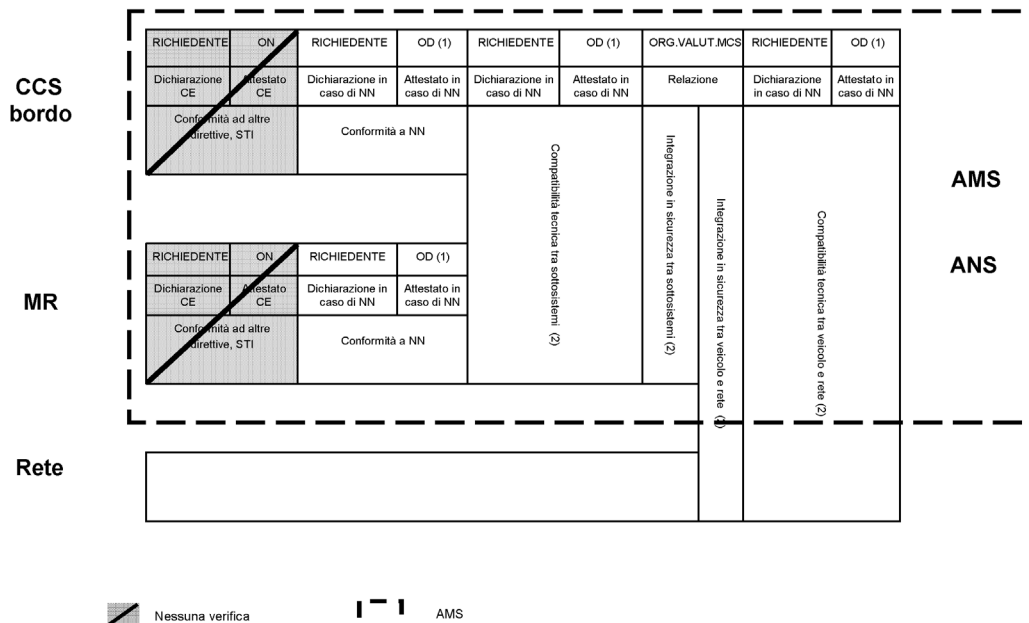 RICHIEDENTE ON RICHIEDENTE OD (1) RICHIEDENTE OD (1) ORG.VALUT.MCS RICHIEDENTE OD (1)
CCS
bordo
Dichiarazione
CE
Attestato
CE
Dichiarazione in
caso di NN
Attestato in
caso di NN
Dichiarazione in
caso di NN
Attestato in
caso di NN
Relazione
Dichiarazione
in caso di NN
Attestato in
caso di NN
Conformità ad altre
direttive, STI
Conformità a NN
Compatibilità tecnica tra sottosistemi (2)
Integrazione in sicurezza tra sottosistemi (2)
Integrazione in sicurezza tra veicolo e rete (2)
Compatibilità tecnica tra veicolo e rete (2)
AMS
ANS
MR
RICHIEDENTE ON RICHIEDENTE OD (1)
Dichiarazione
CE
Attestato
CE
Dichiarazione in
caso di NN
Attestato in
caso di NN
Conformità ad altre
direttive, STI
Conformità a NN
Rete
Nessuna verifica
AMS